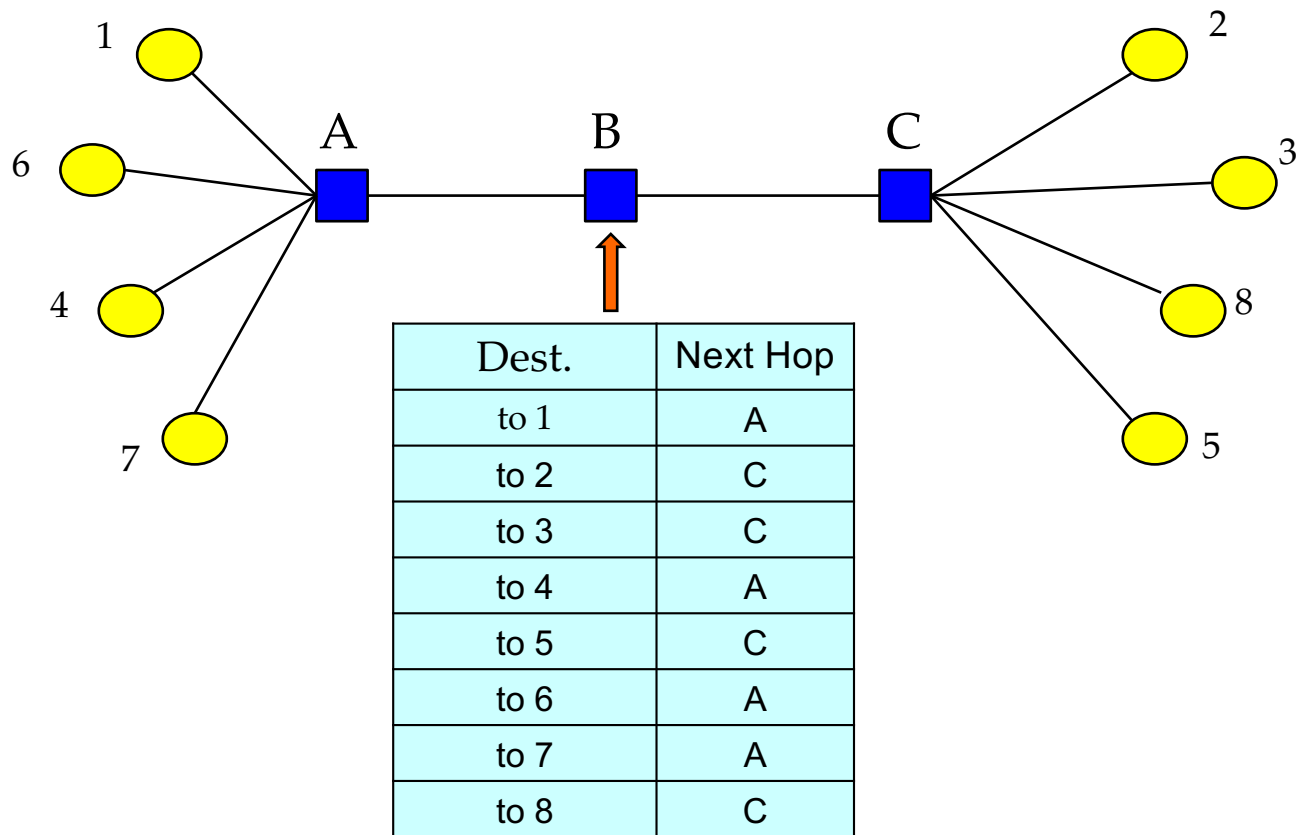 1
2
A
B
C
6
3
4
8
7
5
Dest. Next Hop
to 1 A
to 2 C
to 3 C
to 4 A
to 5 C
to 6 A
to 7 A
to 8 C